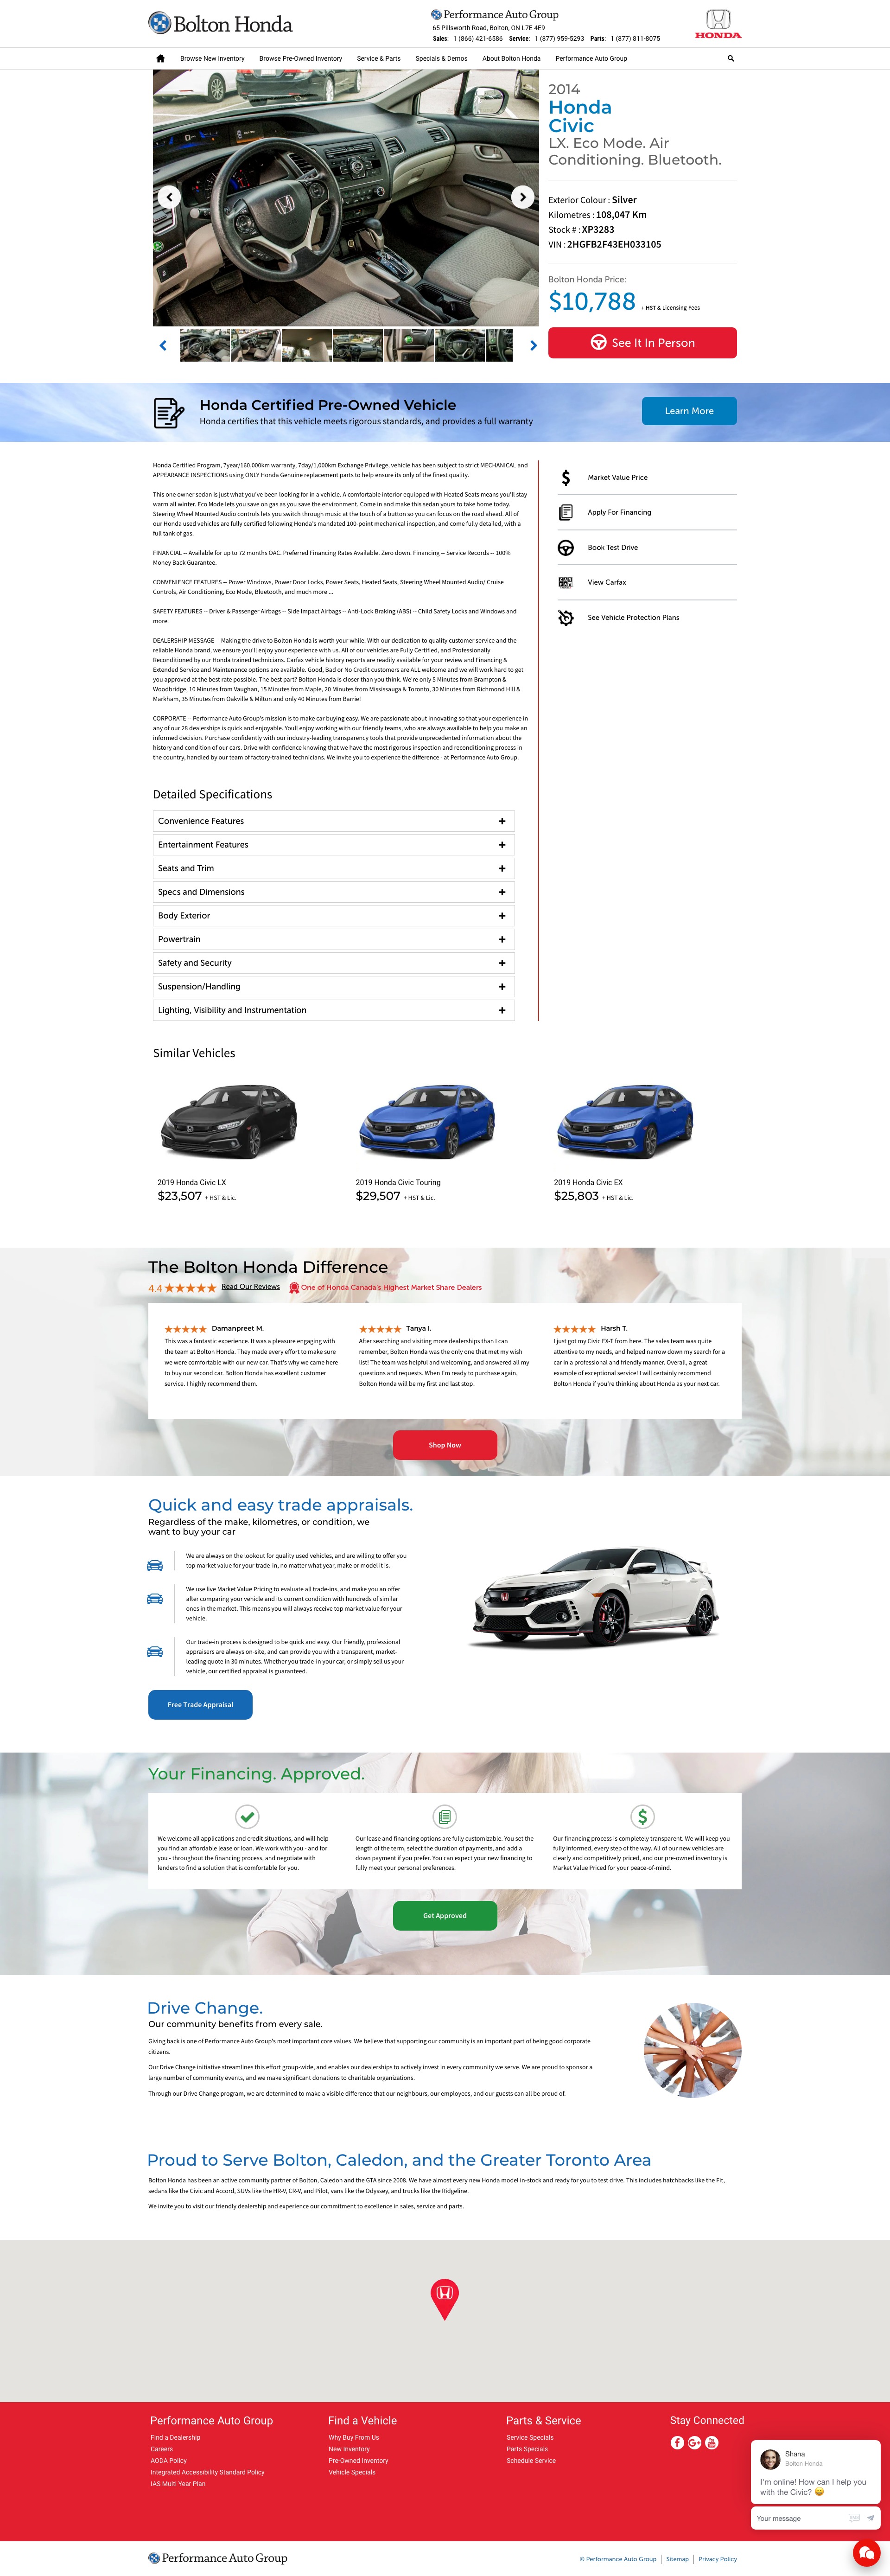 Bolton Honda
Performance Auto Group
65 Pillsworth Road, Bolton, ON L7E 4E9
Sales: 1 (866) 421-6586 Service: 1 (877) 959-5293 Parts: 1 (877) 811-8075
HONDA
Browse New Inventory Browse Pre-Owned Inventory Service & Parts Specials & Demos About Bolton Honda Performance Auto Group
2014
Honda
Civic
LX. Eco Mode. Air
Conditioning. Bluetooth.
Exterior Colour : Silver
Kilometres : 108,047 Km
Stock # : XP3283
VIN : 2HGFB2F43EH033105
Bolton Honda Price:
$10,788 + HST & Licensing Fees
See It In Person
Honda Certified Pre-Owned Vehicle
Honda certifies that this vehicle meets rigorous standards, and provides a full warranty
Learn More
Honda Certified Program, 7year/160,000km warranty, 7day/1,000km Exchange Privilege, vehicle has been subject to strict MECHANICAL and
APPEARANCE INSPECTIONS using ONLY Honda Genuine replacement parts to help ensure its only of the finest quality.
This one owner sedan is just what you've been looking for in a vehicle. A comfortable interior equipped with Heated Seats means you'll stay
warm all winter. Eco Mode lets you save on gas as you save the environment. Come in and make this sedan yours to take home today.
Steering Wheel Mounted Audio controls lets you switch through music at the touch of a button so you can focus on the road ahead. All of
our Honda used vehicles are fully certified following Honda's mandated 100-point mechanical inspection, and come fully detailed, with a
full tank of gas.
FINANCIAL -- Available for up to 72 months OAC. Preferred Financing Rates Available. Zero down. Financing -- Service Records -- 100%
Money Back Guarantee.
CONVENIENCE FEATURES -- Power Windows, Power Door Locks, Power Seats, Heated Seats, Steering Wheel Mounted Audio/ Cruise
Controls, Air Conditioning, Eco Mode, Bluetooth, and much more ...
SAFETY FEATURES -- Driver & Passenger Airbags -- Side Impact Airbags -- Anti-Lock Braking (ABS) -- Child Safety Locks and Windows and
more.
DEALERSHIP MESSAGE -- Making the drive to Bolton Honda is worth your while. With our dedication to quality customer service and the
reliable Honda brand, we ensure you'll enjoy your experience with us. All of our vehicles are Fully Certified, and Professionally
Reconditioned by our Honda trained technicians. Carfax vehicle history reports are readily available for your review and Financing &
Extended Service and Maintenance options are available. Good, Bad or No Credit customers are ALL welcome and we will work hard to get
you approved at the best rate possible. The best part? Bolton Honda is closer than you think. We're only 5 Minutes from Brampton &
Woodbridge, 10 Minutes from Vaughan, 15 Minutes from Maple, 20 Minutes from Mississauga & Toronto, 30 Minutes from Richmond Hill &
Markham, 35 Minutes from Oakville & Milton and only 40 Minutes from Barrie!
CORPORATE -- Performance Auto Group's mission is to make car buying easy. We are passionate about innovating so that your experience in
any of our 28 dealerships is quick and enjoyable. Youll enjoy working with our friendly teams, who are always available to help you make an
informed decision. Purchase confidently with our industry-leading transparency tools that provide unprecedented information about the
history and condition of our cars. Drive with confidence knowing that we have the most rigorous inspection and reconditioning process in
the country, handled by our team of factory-trained technicians. We invite you to experience the difference - at Performance Auto Group.
Market Value Price
Apply For Financing
Book Test Drive
View Carfax
See Vehicle Protection Plans
Detailed Specifications
Convenience Features
Entertainment Features
Seats and Trim
Specs and Dimensions
Body Exterior
Powertrain
Safety and Security
Suspension/Handling
Lighting, Visibility and Instrumentation
Similar Vehicles
2019 Honda Civic LX
$23,507 + HST & Lic.
2019 Honda Civic Touring
$29,507 + HST & Lic.
2019 Honda Civic EX
$25,803 + HST & Lic.
The Bolton Honda Difference
4.4 Read Our Reviews One of Honda Canada's Highest Market Share Dealers
Damanpreet M.
This was a fantastic experience. It was a pleasure engaging with
the team at Bolton Honda. They made every effort to make sure
we were comfortable with our new car. That's why we came here
to buy our second car. Bolton Honda has excellent customer
service. I highly recommend them.
Tanya I.
After searching and visiting more dealerships than I can
remember, Bolton Honda was the only one that met my wish
list! The team was helpful and welcoming, and answered all my
questions and requests. When I'm ready to purchase again,
Bolton Honda will be my first and last stop!
Harsh T.
I just got my Civic EX-T from here. The sales team was quite
attentive to my needs, and helped narrow down my search for a
car in a professional and friendly manner. Overall, a great
example of exceptional service! I will certainly recommend
Bolton Honda if you're thinking about Honda as your next car.
Shop Now
Quick and easy trade appraisals.
Regardless of the make, kilometres, or condition, we
want to buy your car
We are always on the lookout for quality used vehicles, and are willing to offer you
top market value for your trade-in, no matter what year, make or model it is.
We use live Market Value Pricing to evaluate all trade-ins, and make you an offer
after comparing your vehicle and its current condition with hundreds of similar
ones in the market. This means you will always receive top market value for your
vehicle.
Our trade-in process is designed to be quick and easy. Our friendly, professional
appraisers are always on-site, and can provide you with a transparent, market-
leading quote in 30 minutes. Whether you trade-in your car, or simply sell us your
vehicle, our certified appraisal is guaranteed.
Free Trade Appraisal
Your Financing. Approved.
We welcome all applications and credit situations, and will help
you find an affordable lease or loan. We work with you - and for
you - throughout the financing process, and negotiate with
lenders to find a solution that is comfortable for you.
Our lease and financing options are fully customizable. You set the
length of the term, select the duration of payments, and add a
down payment if you prefer. You can expect your new financing to
fully meet your personal preferences.
Our financing process is completely transparent. We will keep you
fully informed, every step of the way. All of our new vehicles are
clearly and competitively priced, and our pre-owned inventory is
Market Value Priced for your peace-of-mind.
Get Approved
Drive Change.
Our community benefits from every sale.
Giving back is one of Performance Auto Group's most important core values. We believe that supporting our community is an important part of being good corporate
citizens.
Our Drive Change initiative streamlines this effort group-wide, and enables our dealerships to actively invest in every community we serve. We are proud to sponsor a
large number of community events, and we make significant donations to charitable organizations.
Through our Drive Change program, we are determined to make a visible difference that our neighbours, our employees, and our guests can all be proud of.
Proud to Serve Bolton, Caledon, and the Greater Toronto Area
Bolton Honda has been an active community partner of Bolton, Caledon and the GTA since 2008. We have almost every new Honda model in-stock and ready for you to test drive. This includes hatchbacks like the Fit,
sedans like the Civic and Accord, SUVs like the HR-V, CR-V, and Pilot, vans like the Odyssey, and trucks like the Ridgeline.
We invite you to visit our friendly dealership and experience our commitment to excellence in sales, service and parts.
Performance Auto Group
Find a Dealership
Careers
AODA Policy
Integrated Accessibility Standard Policy
IAS Multi Year Plan
Find a Vehicle
Why Buy From Us
New Inventory
Pre-Owned Inventory
Vehicle Specials
Parts & Service
Service Specials
Parts Specials
Schedule Service
Stay Connected
Shana
Bolton Honda
I'm online! How can I help you
with the Civic? 😀
Your message
Performance Auto Group
© Performance Auto Group Sitemap Privacy Policy